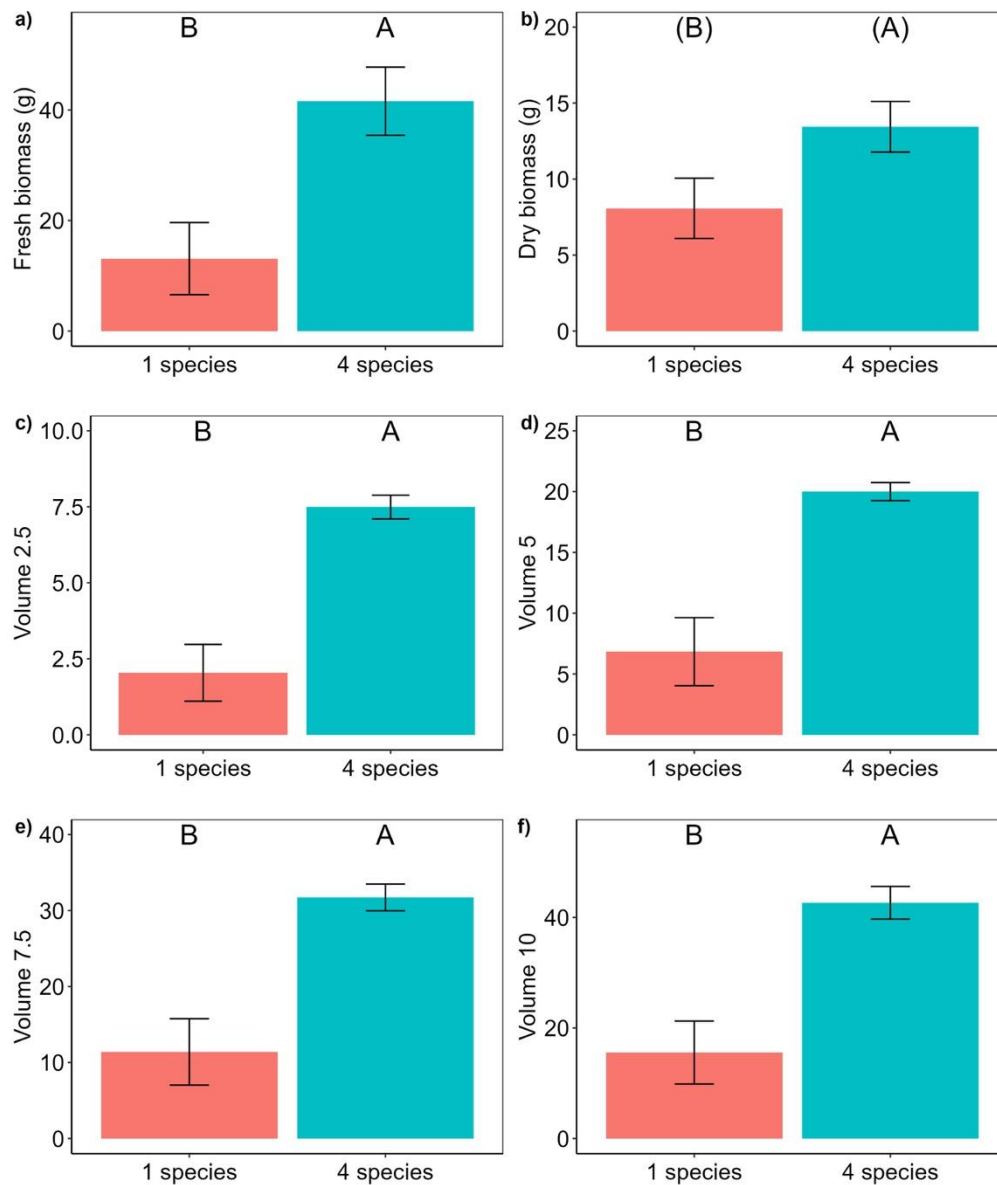 a)
B A
Fresh biomass (g)
40
20
0
1 species 4 species
b)
(B) (A)
Dry biomass (g)
20
15
10
5
0
1 species 4 species
c)
B A
Volume 2.5
10.0
7.5
5.0
2.5
0.0
1 species 4 species
d)
B A
Volume 5
25
20
15
10
5
0
1 species 4 species
e)
B A
Volume 7.5
40
30
20
10
0
1 species 4 species
f)
B A
Volume 10
40
20
0
1 species 4 species